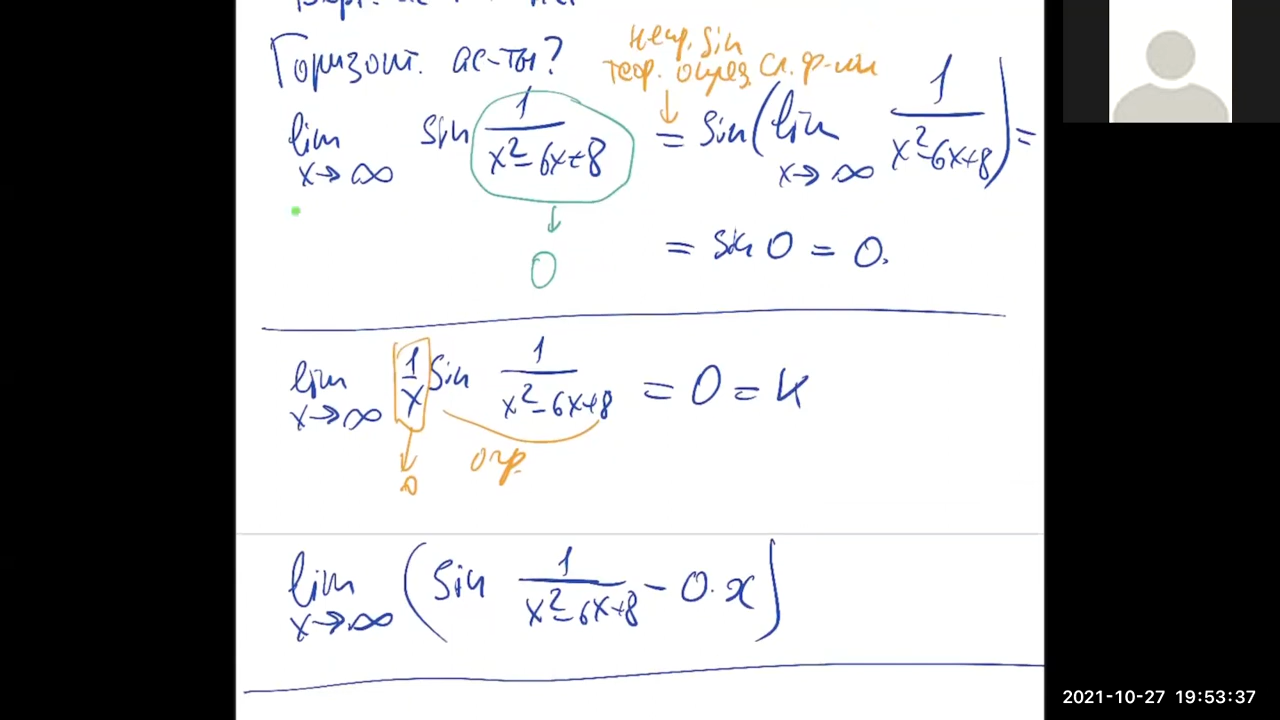 Горизонт. ас-ты?
непр. sin
теор. о предз. сл. ф-ии
lim x→∞ sin 1/(x²-6x+8) = sin(lim x→∞ 1/(x²-6x+8)) =
0
= sin 0 = 0.
lim x→∞ 1/x sin 1/(x²-6x+8) = 0 = k
0 огр.
lim x→∞ (sin 1/(x²-6x+8) - 0·x)
2021-10-27 19:53:37